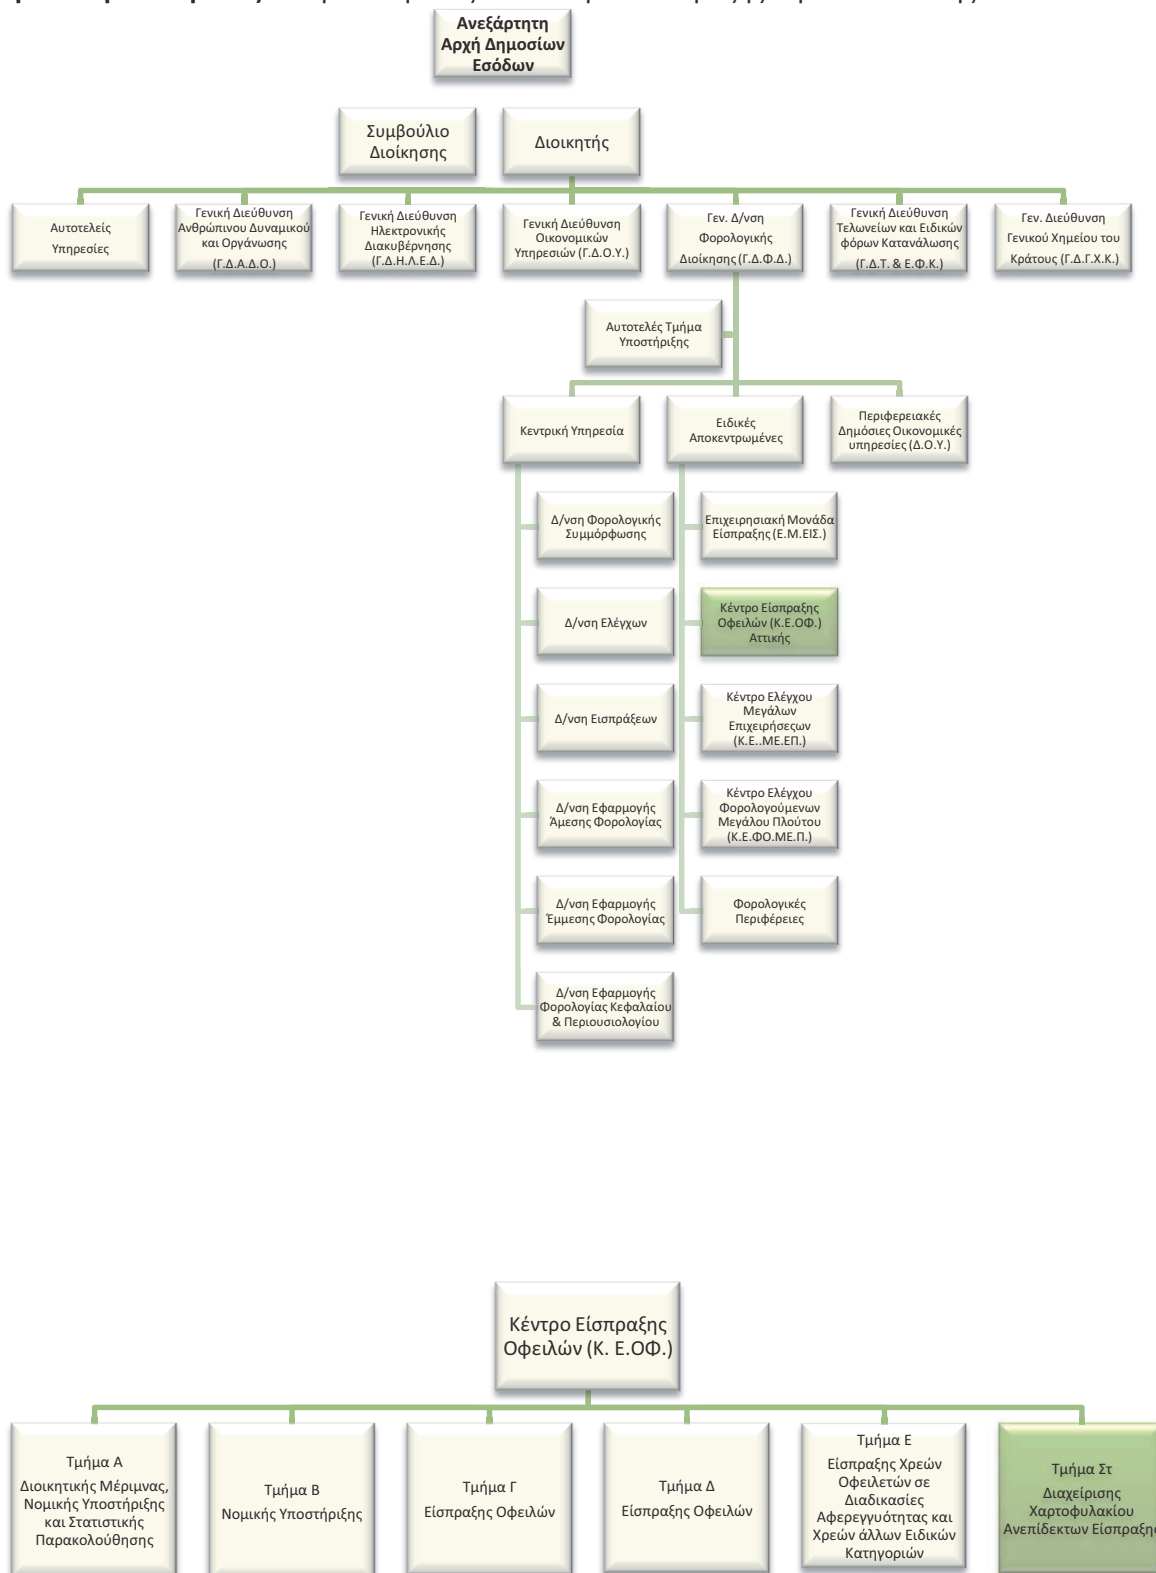 Ανεξάρτητη
Αρχή Δημοσίων
Εσόδων
Συμβούλιο
Διοίκησης
Διοικητής
Αυτοτελείς
Υπηρεσίες
Γενική Διεύθυνση
Ανθρώπινο Δυναμικού
και Οργάνωσης
(Γ.Δ.Α.Δ.Ο.)
Γενική Διεύθυνση
Ηλεκτρονικής
Διακυβέρνησης
(Γ.Δ.Η.Λ.Ε.Δ.)
Γενική Διεύθυνση
Οικονομικών
Υπηρεσιών (Γ.Δ.Ο.Υ.)
Γεν. Δ/νση
Φορολογικής
Διοίκησης (Γ.Δ.Φ.Δ.)
Γενική Διεύθυνση
Τελωνείων και Ειδικών
φόρων Κατανάλωσης
(Γ.Δ.Τ. & Ε.Φ.Κ.)
Γεν. Διεύθυνση
Γενικού Χημείου του
Κράτους (Γ.Δ.Γ.Χ.Κ.)
Αυτοτελές Τμήμα
Υποστήριξης
Κεντρική Υπηρεσία
Ειδικές
Αποκεντρωμένες
Περιφερειακές
Δημόσιες Οικονομικές
υπηρεσίες (Δ.Ο.Υ.)
Δ/νση Φορολογικής
Συμμόρφωσης
Δ/νση Ελέγχων
Δ/νση Εισπράξεων
Δ/νση Εφαρμογής
Άμεσης Φορολογίας
Δ/νση Εφαρμογής
Έμμεσης Φορολογίας
Δ/νση Εφαρμογής
Φορολογίας Κεφαλαίου
& Περιουσιολογίου
Επιχειρησιακή Μονάδα
Είσπραξης (Ε.Μ.ΕΙΣ.)
Κέντρο Είσπραξης
Οφειλών (Κ.Ε.ΟΦ.)
Αττικής
Κέντρο Ελέγχου
Μεγάλων
Επιχειρήσεςων
(Κ.Ε..ΜΕ.ΕΠ.)
Κέντρο Ελέγχου
Φορολογούμενων
Μεγάλου Πλούτου
(Κ.Ε.ΦΟ.ΜΕ.Π.)
Φορολογικές
Περιφέρειες
Κέντρο Είσπραξης
Οφειλών (Κ. Ε.ΟΦ.)
Τμήμα Α
Διοικητικής Μέριμνας,
Νομικής Υποστήριξης
και Στατιστικής
Παρακολούθησης
Τμήμα Β
Νομικής Υποστήριξης
Τμήμα Γ
Είσπραξης Οφειλών
Τμήμα Δ
Είσπραξης Οφειλών
Τμήμα Ε
Είσπραξης Χρεών
Οφειλετών σε
Διαδικασίες
Αφερεγγυότητας και
Χρεών άλλων Ειδικών
Κατηγοριών
Τμήμα Στ
Διαχείρισης
Χαρτοφυλακίου
Ανεπίδεκτων Είσπραξης